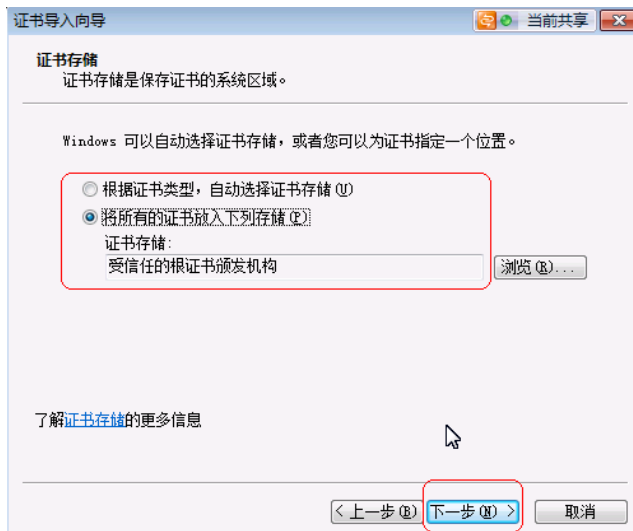 证书导入向导
当前共享
证书存储
证书存储是保存证书的系统区域。
Windows 可以自动选择证书存储，或者您可以为证书指定一个位置。
根据证书类型，自动选择证书存储(U)
将所有的证书放入下列存储(P)
证书存储:
受信任的根证书颁发机构
浏览(R)...
了解证书存储的更多信息
< 上一步(B)
下一步(N) >
取消